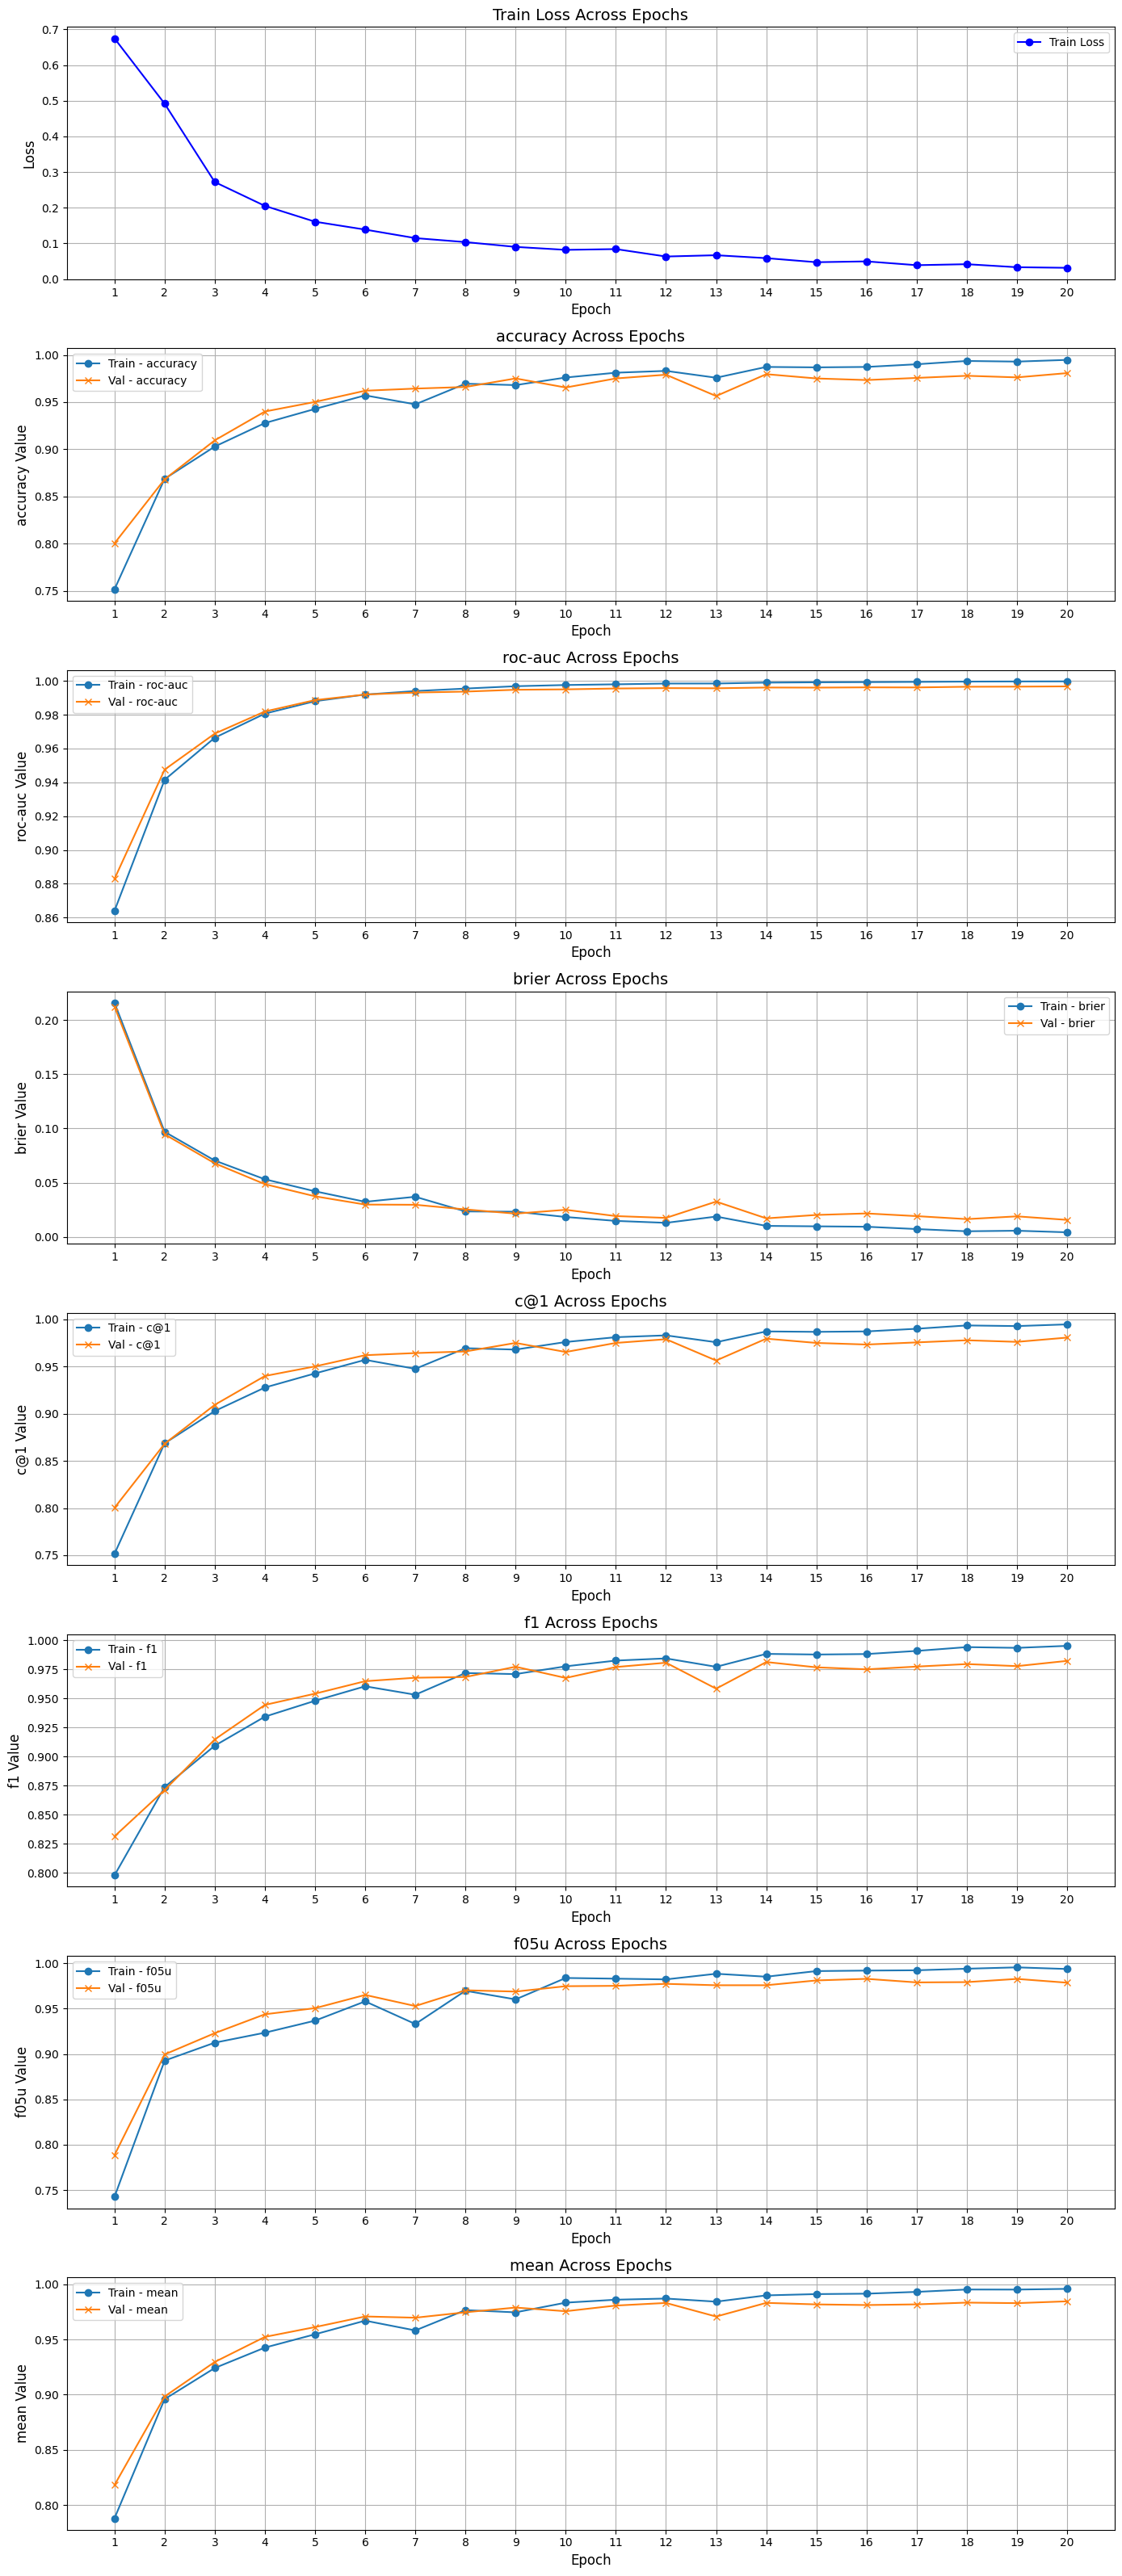 Train Loss Across Epochs
Train Loss
Loss
0.7
0.6
0.5
0.4
0.3
0.2
0.1
0.0
1 2 3 4 5 6 7 8 9 10 11 12 13 14 15 16 17 18 19 20
Epoch
accuracy Across Epochs
Train - accuracy
Val - accuracy
accuracy Value
1.00
0.95
0.90
0.85
0.80
0.75
1 2 3 4 5 6 7 8 9 10 11 12 13 14 15 16 17 18 19 20
Epoch
roc-auc Across Epochs
Train - roc-auc
Val - roc-auc
roc-auc Value
1.00
0.98
0.96
0.94
0.92
0.90
0.88
0.86
1 2 3 4 5 6 7 8 9 10 11 12 13 14 15 16 17 18 19 20
Epoch
brier Across Epochs
Train - brier
Val - brier
brier Value
0.20
0.15
0.10
0.05
0.00
1 2 3 4 5 6 7 8 9 10 11 12 13 14 15 16 17 18 19 20
Epoch
c@1 Across Epochs
Train - c@1
Val - c@1
c@1 Value
1.00
0.95
0.90
0.85
0.80
0.75
1 2 3 4 5 6 7 8 9 10 11 12 13 14 15 16 17 18 19 20
Epoch
f1 Across Epochs
Train - f1
Val - f1
f1 Value
1.000
0.975
0.950
0.925
0.900
0.875
0.850
0.825
0.800
1 2 3 4 5 6 7 8 9 10 11 12 13 14 15 16 17 18 19 20
Epoch
f05u Across Epochs
Train - f05u
Val - f05u
f05u Value
1.00
0.95
0.90
0.85
0.80
0.75
1 2 3 4 5 6 7 8 9 10 11 12 13 14 15 16 17 18 19 20
Epoch
mean Across Epochs
Train - mean
Val - mean
mean Value
1.00
0.95
0.90
0.85
0.80
1 2 3 4 5 6 7 8 9 10 11 12 13 14 15 16 17 18 19 20
Epoch